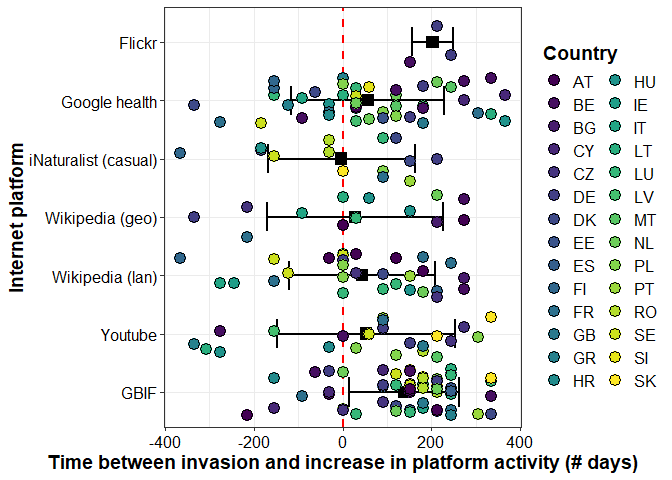 Internet platform
Flickr
Google health
iNaturalist (casual)
Wikipedia (geo)
Wikipedia (lan)
Youtube
GBIF
-400 -200 0 200 400
Time between invasion and increase in platform activity (# days)
Country
AT HU
BE IE
BG IT
CY LT
CZ LU
DE LV
DK MT
EE NL
ES PL
FI PT
FR RO
GB SE
GR SI
HR SK